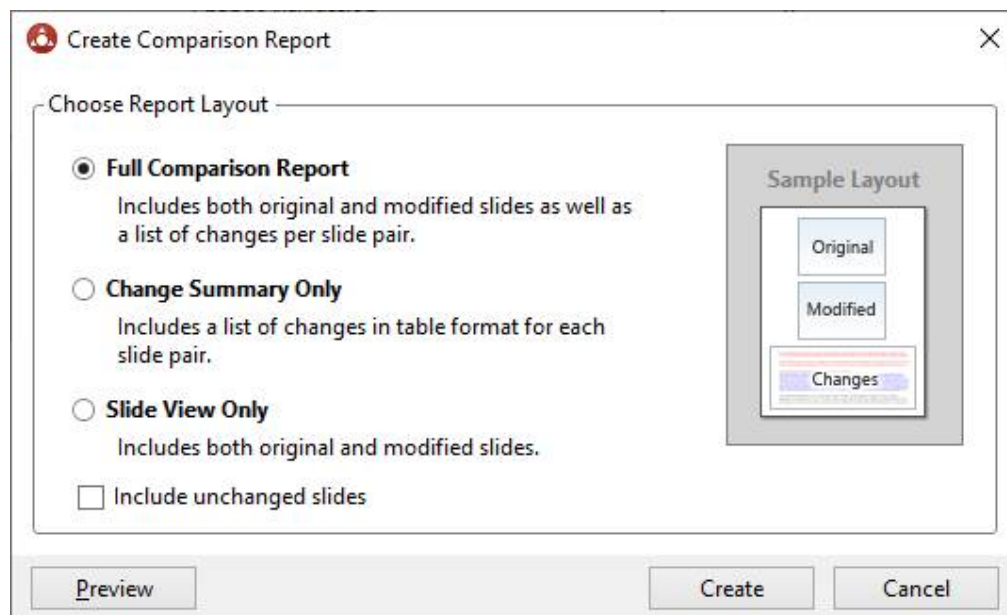 Create Comparison Report
Choose Report Layout
Full Comparison Report
Includes both original and modified slides as well as
a list of changes per slide pair.
Change Summary Only
Includes a list of changes in table format for each
slide pair.
Slide View Only
Includes both original and modified slides.
Include unchanged slides
Sample Layout
Original
Modified
Changes
Preview
Create
Cancel